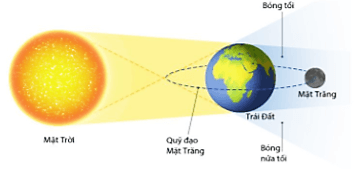 Bóng tối
Mặt Trăng
Trái Đất
Mặt Trời
Quỹ đạo
Mặt Trăng
Bóng
nửa tối